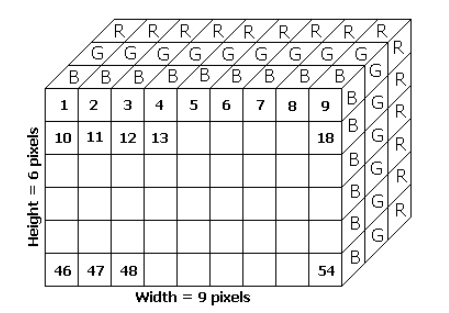 R R R R R R R R R
R
G G G G G G G G G
G
B B B B B B B B B R
1 2 3 4 5 6 7 8 9 B G
R
10 11 12 13 18 B G
R
B G
R
B G
R
B G
46 47 48 54 B
Height = 6 pixels
Width = 9 pixels